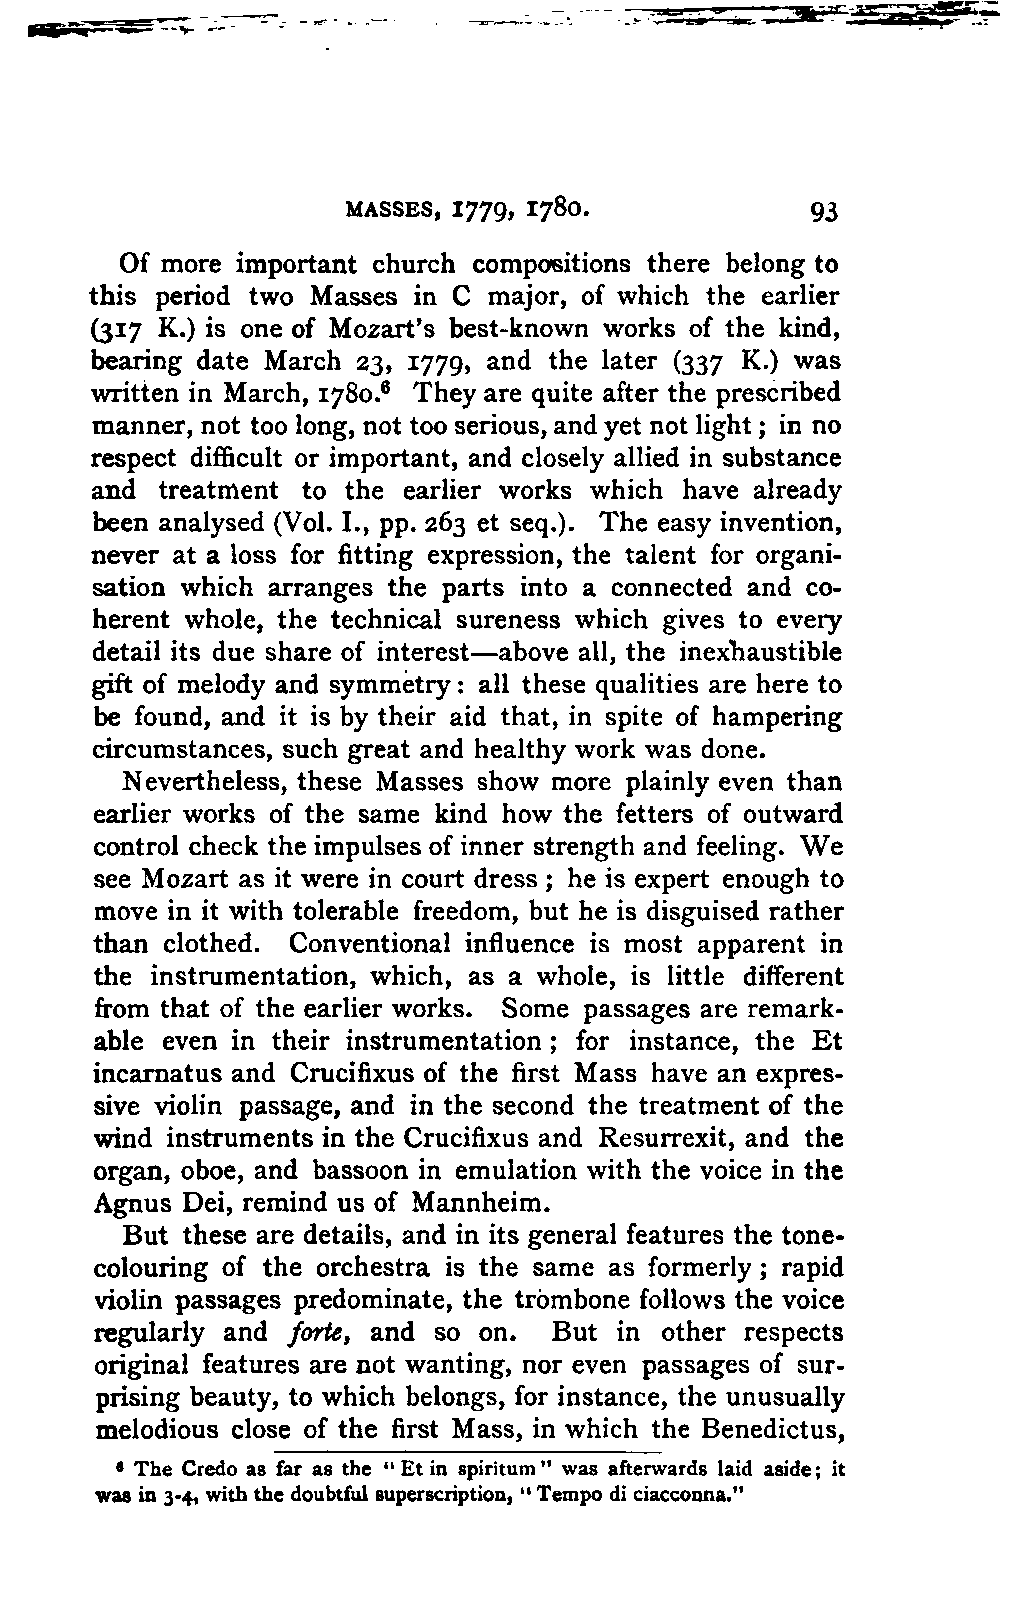 MASSES, 1779, 1780. 93
Of more important church compositions there belong to
this period two Masses in C major, of which the earlier
(317 K.) is one of Mozart's best-known works of the kind,
bearing date March 23, 1779, and the later (337 K.) was
written in March, 1780.⁶ They are quite after the prescribed
manner, not too long, not too serious, and yet not light; in no
respect difficult or important, and closely allied in substance
and treatment to the earlier works which have already
been analysed (Vol. I., pp. 263 et seq.). The easy invention,
never at a loss for fitting expression, the talent for organi-
sation which arranges the parts into a connected and co-
herent whole, the technical sureness which gives to every
detail its due share of interest—above all, the inexhaustible
gift of melody and symmetry: all these qualities are here to
be found, and it is by their aid that, in spite of hampering
circumstances, such great and healthy work was done.
Nevertheless, these Masses show more plainly even than
earlier works of the same kind how the fetters of outward
control check the impulses of inner strength and feeling. We
see Mozart as it were in court dress; he is expert enough to
move in it with tolerable freedom, but he is disguised rather
than clothed. Conventional influence is most apparent in
the instrumentation, which, as a whole, is little different
from that of the earlier works. Some passages are remark-
able even in their instrumentation; for instance, the Et
incarnatus and Crucifixus of the first Mass have an expres-
sive violin passage, and in the second the treatment of the
wind instruments in the Crucifixus and Resurrexit, and the
organ, oboe, and bassoon in emulation with the voice in the
Agnus Dei, remind us of Mannheim.
But these are details, and in its general features the tone-
colouring of the orchestra is the same as formerly; rapid
violin passages predominate, the trombone follows the voice
regularly and forte, and so on. But in other respects
original features are not wanting, nor even passages of sur-
prising beauty, to which belongs, for instance, the unusually
melodious close of the first Mass, in which the Benedictus,
⁶ The Credo as far as the "Et in spiritum" was afterwards laid aside; it
was in 3-4, with the doubtful superscription, "Tempo di ciacconna."